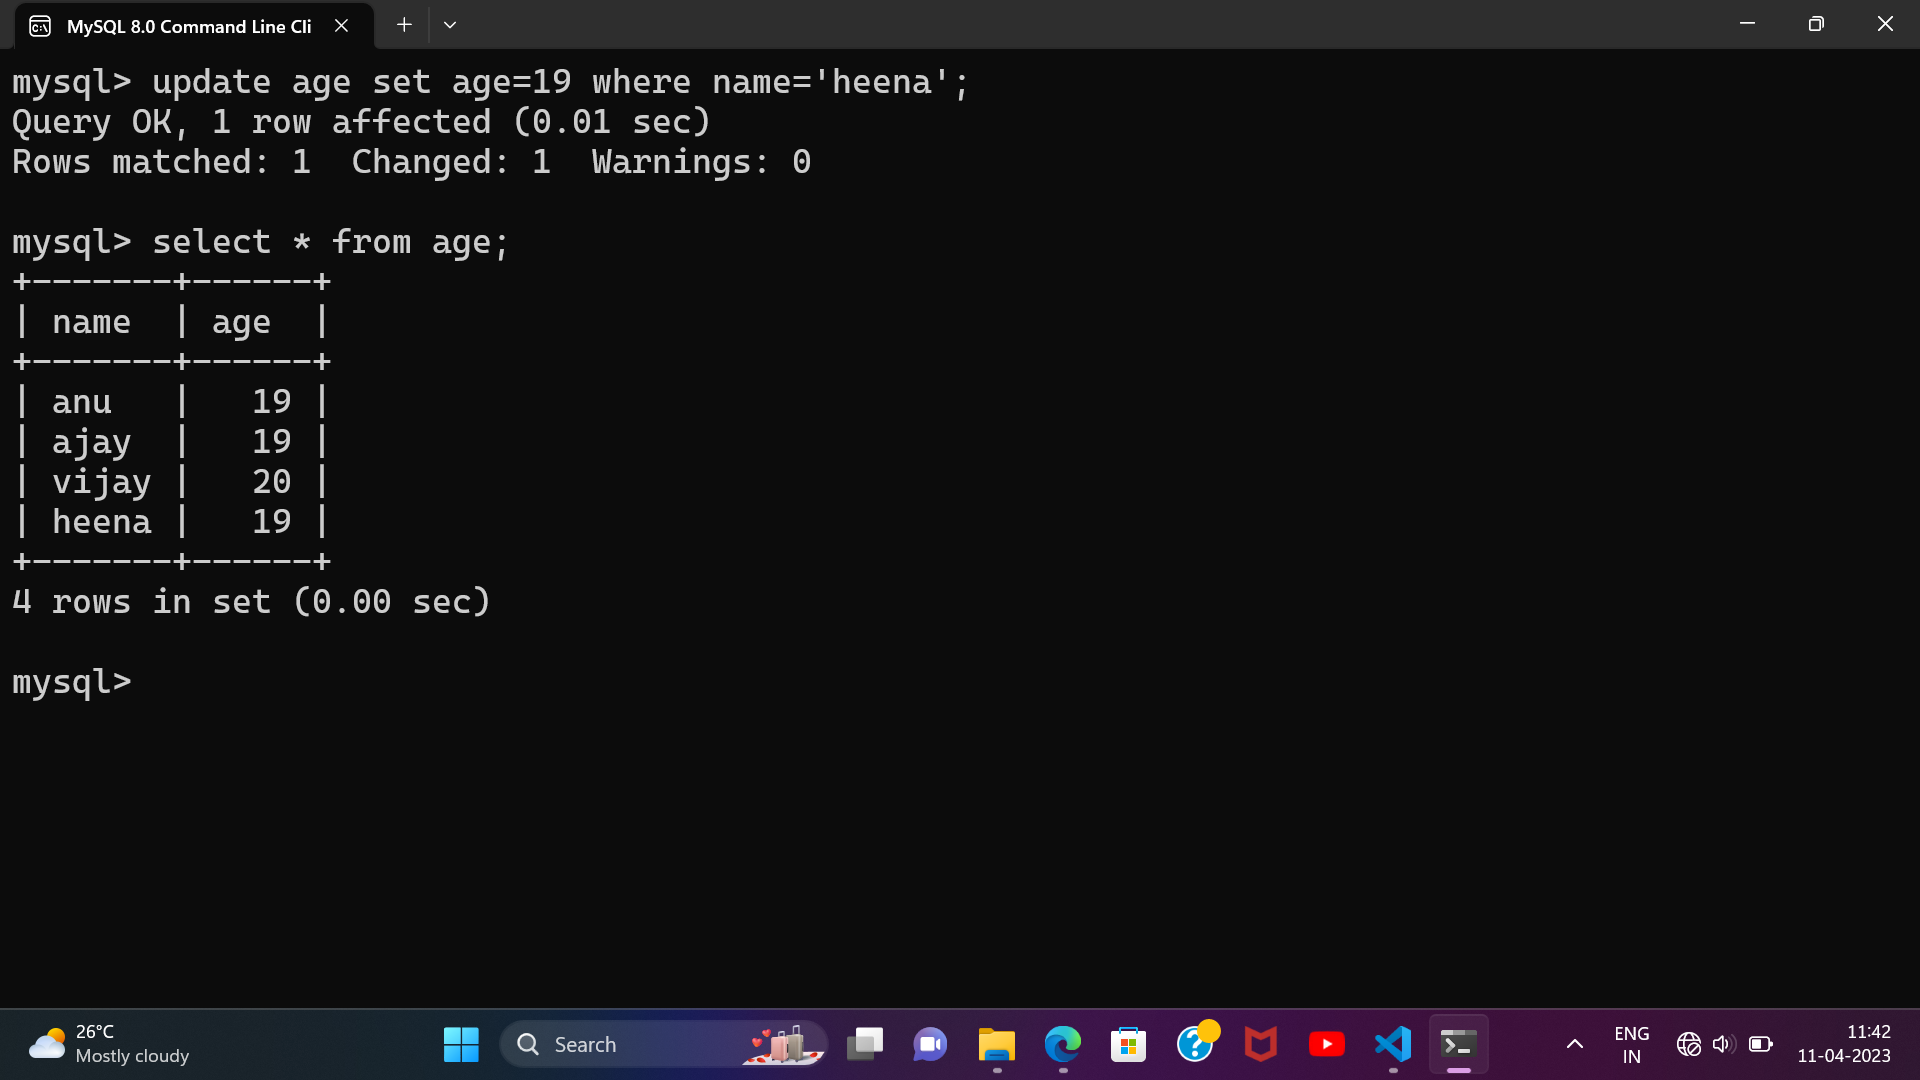 MySQL 8.0 Command Line Cli
mysql> update age set age=19 where name='heena';
Query OK, 1 row affected (0.01 sec)
Rows matched: 1  Changed: 1  Warnings: 0
mysql> select * from age;
+-------+------+
| name  | age  |
+-------+------+
| anu   |   19 |
| ajay  |   19 |
| vijay |   20 |
| heena |   19 |
+-------+------+
4 rows in set (0.00 sec)
mysql>
26°C
Mostly cloudy
Search
ENG
IN
11:42
11-04-2023